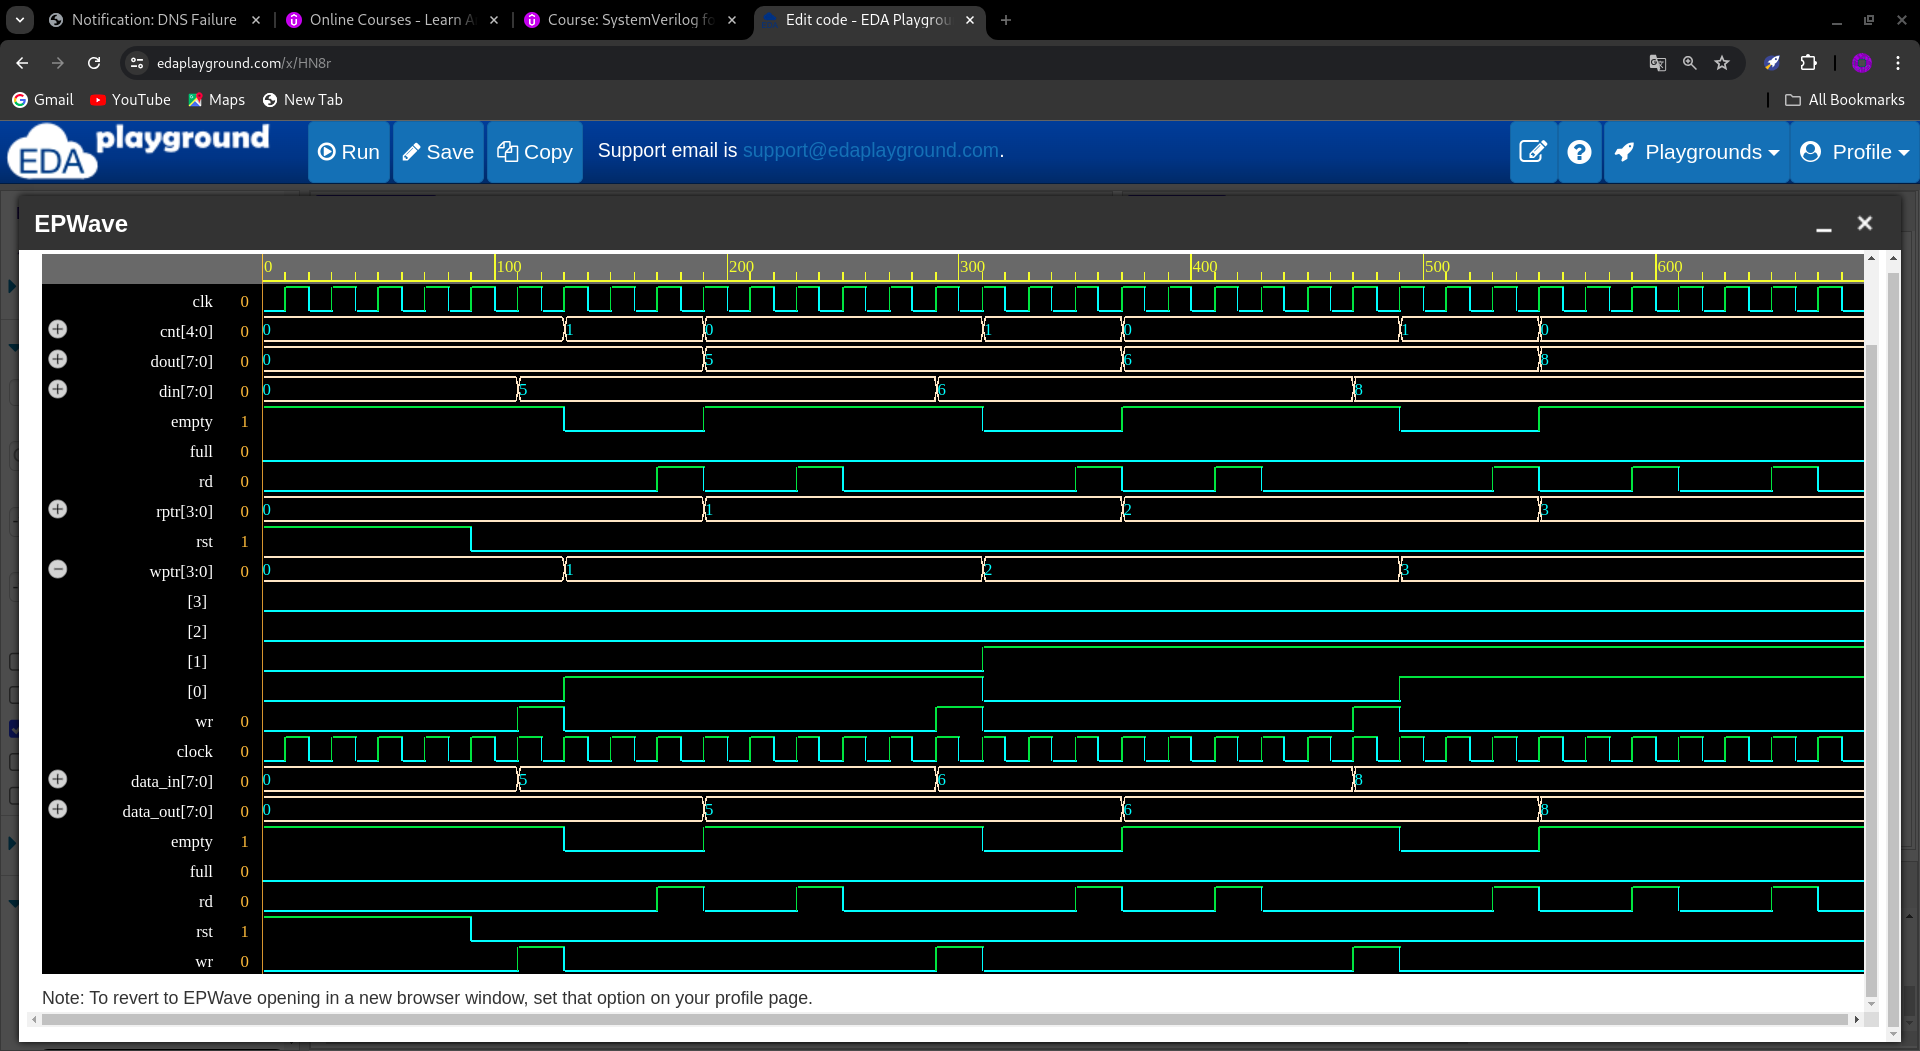 Notification: DNS Failure
Online Courses - Learn A
Course: SystemVerilog fo
Edit code - EDA Playgrou
edaplayground.com/x/HN8r
Gmail YouTube Maps New Tab All Bookmarks
EDA playground Run Save Copy Support email is support@edaplayground.com. Playgrounds Profile
EPWave
0 100 200 300 400 500 600
clk 0
cnt[4:0] 0 0 1 0 1 0 1 0
dout[7:0] 0 0 5 6 8
din[7:0] 0 0 5 6 8
empty 1
full 0
rd 0
rptr[3:0] 0 0 1 2 3
rst 1
wptr[3:0] 0 0 1 2 3
[3]
[2]
[1]
[0]
wr 0
clock 0
data_in[7:0] 0 0 5 6 8
data_out[7:0] 0 0 5 6 8
empty 1
full 0
rd 0
rst 1
wr 0
Note: To revert to EPWave opening in a new browser window, set that option on your profile page.